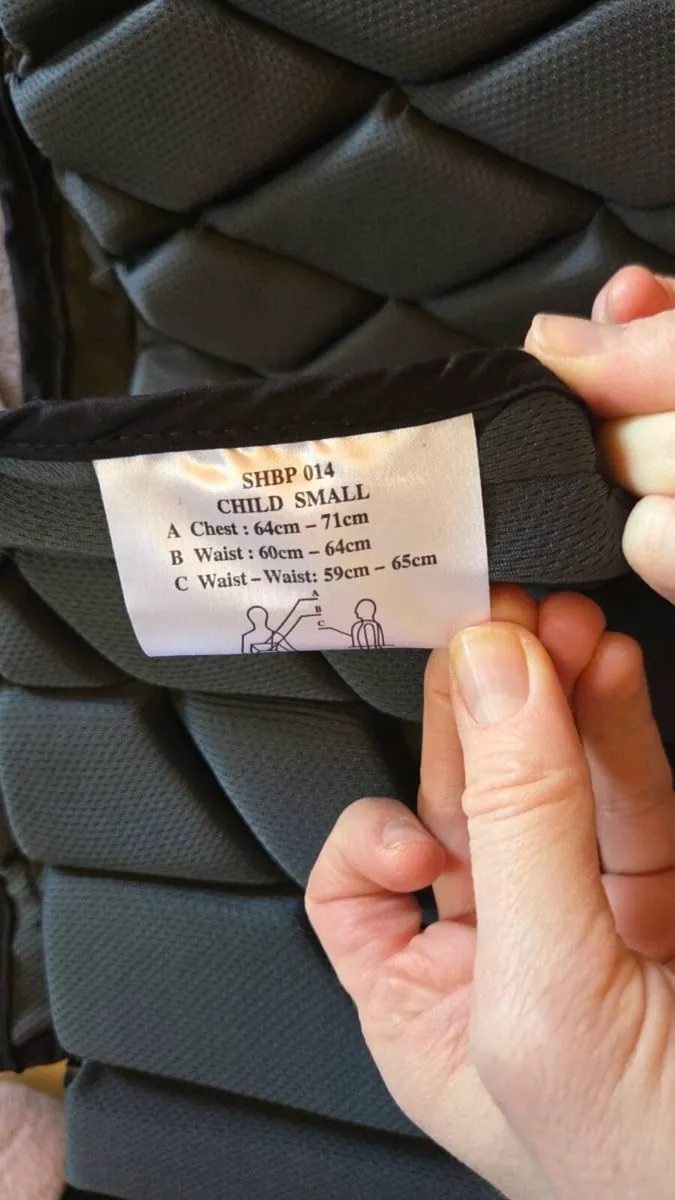 SHBP 014
CHILD SMALL
A Chest : 64cm – 71cm
B Waist : 60cm – 64cm
C Waist – Waist: 59cm – 65cm
A
B
C